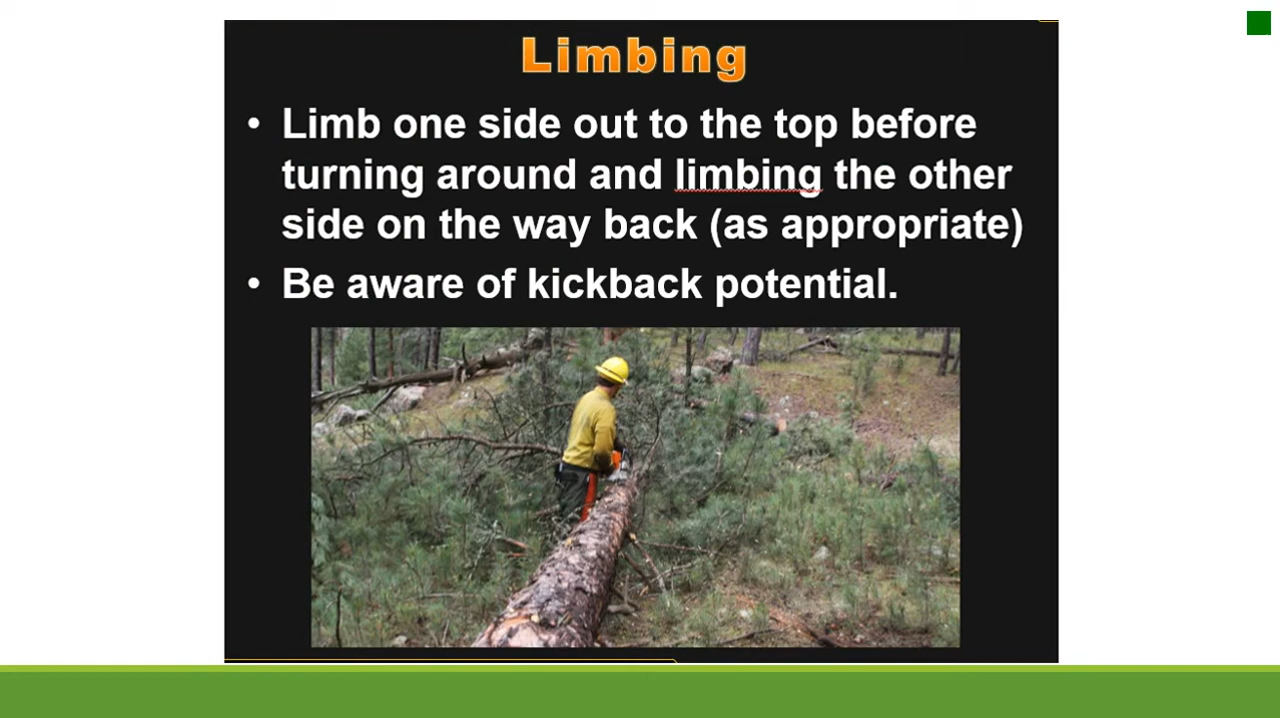 Limbing
• Limb one side out to the top before
turning around and limbing the other
side on the way back (as appropriate)
• Be aware of kickback potential.